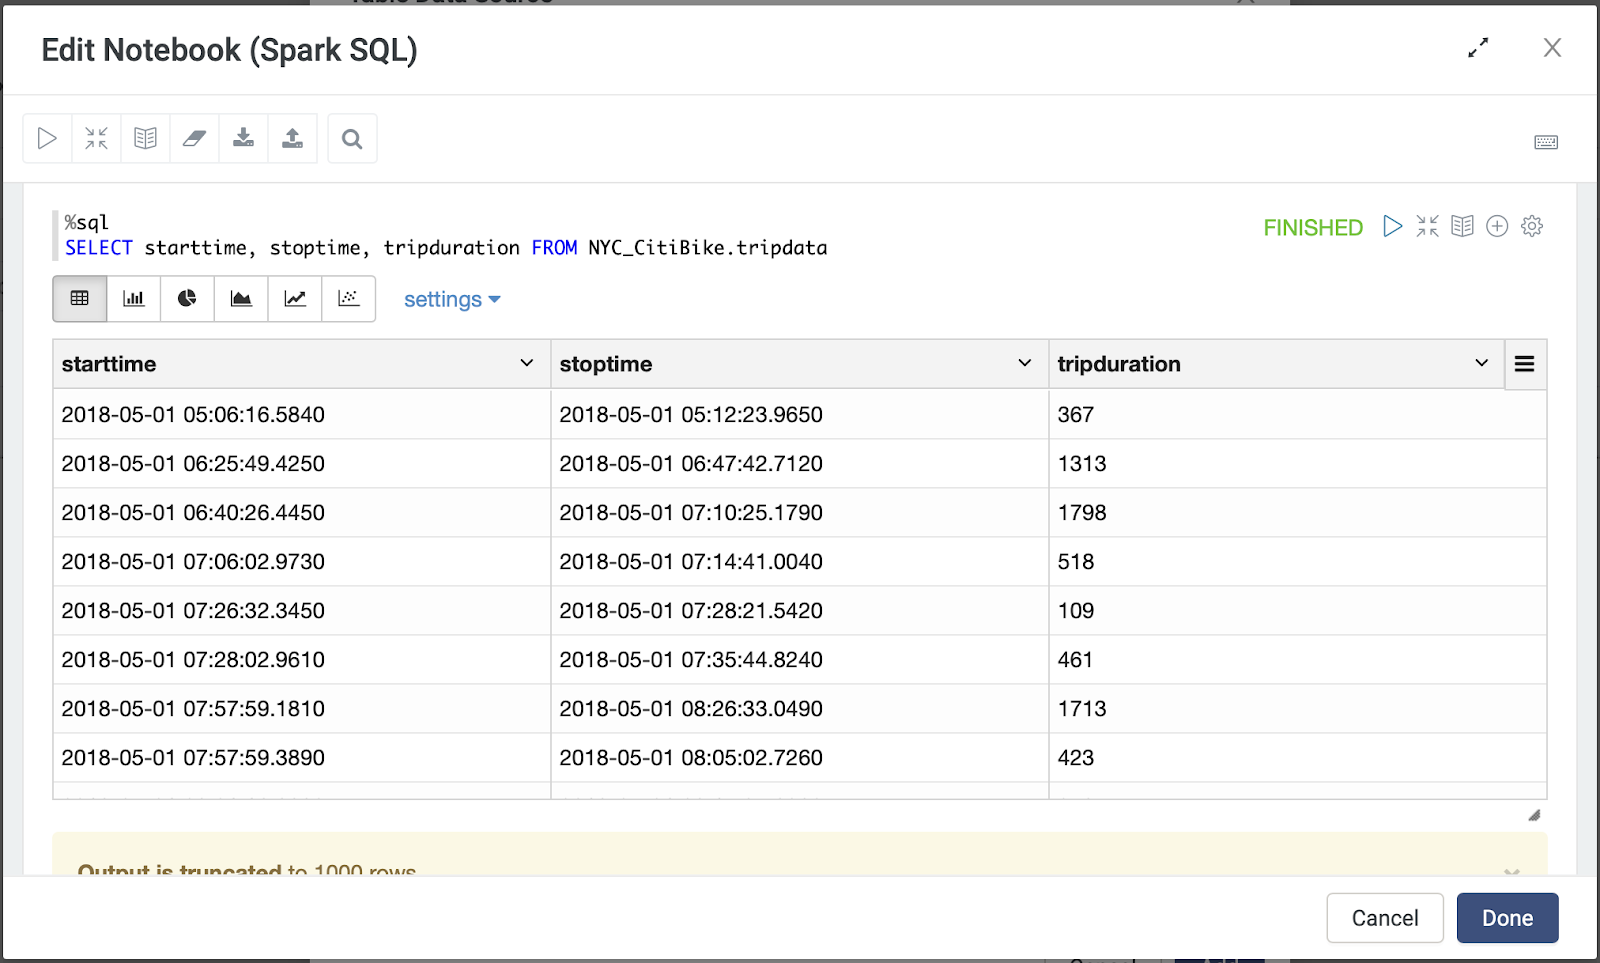 Edit Notebook (Spark SQL)
%sql
SELECT starttime, stoptime, tripduration FROM NYC_CitiBike.tripdata
FINISHED
settings
starttime stoptime tripduration
2018-05-01 05:06:16.5840 2018-05-01 05:12:23.9650 367
2018-05-01 06:25:49.4250 2018-05-01 06:47:42.7120 1313
2018-05-01 06:40:26.4450 2018-05-01 07:10:25.1790 1798
2018-05-01 07:06:02.9730 2018-05-01 07:14:41.0040 518
2018-05-01 07:26:32.3450 2018-05-01 07:28:21.5420 109
2018-05-01 07:28:02.9610 2018-05-01 07:35:44.8240 461
2018-05-01 07:57:59.1810 2018-05-01 08:26:33.0490 1713
2018-05-01 07:57:59.3890 2018-05-01 08:05:02.7260 423
Output is truncated to 1000 rows
Cancel Done